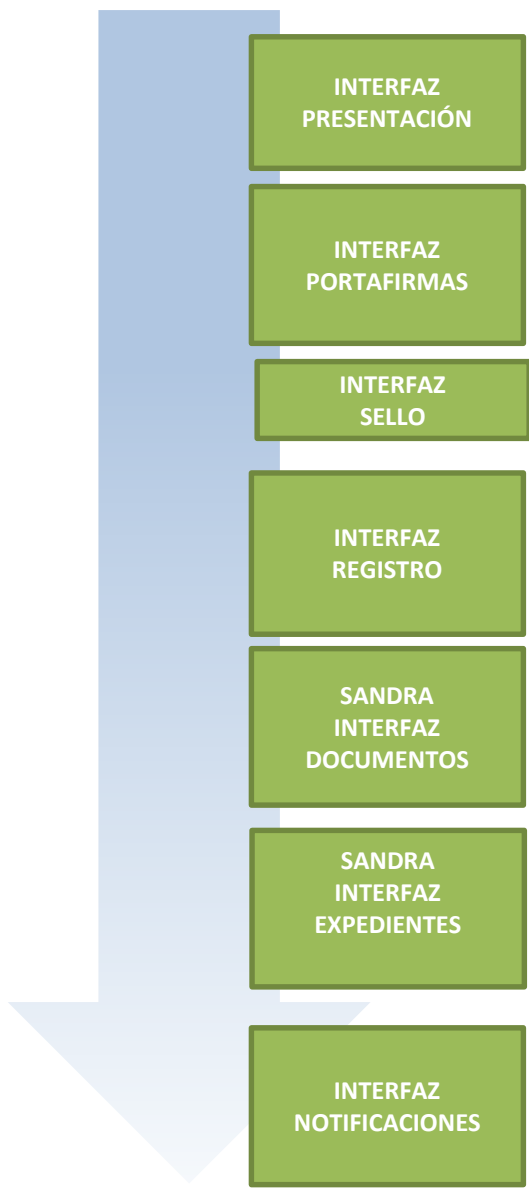 INTERFAZ
PRESENTACIÓN
INTERFAZ
PORTAFIRMAS
INTERFAZ
SELLO
INTERFAZ
REGISTRO
SANDRA
INTERFAZ
DOCUMENTOS
SANDRA
INTERFAZ
EXPEDIENTES
INTERFAZ
NOTIFICACIONES